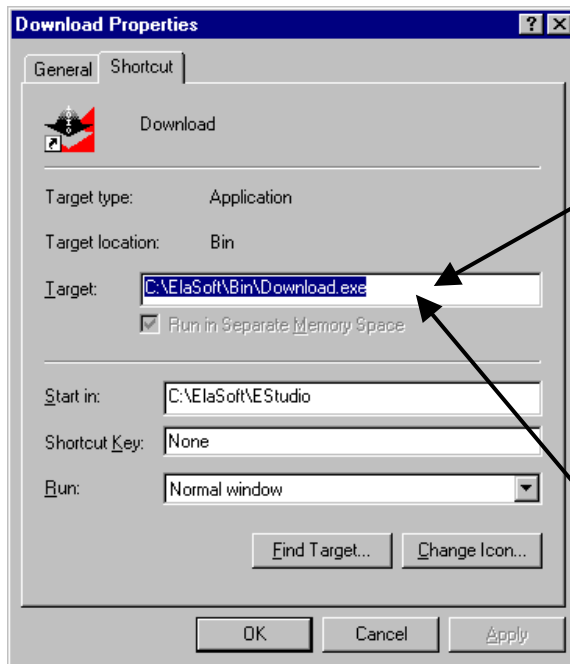 Download Properties
General Shortcut
Download
Target type: Application
Target location: Bin
Target: C:\ElaSoft\Bin\Download.exe
Run in Separate Memory Space
Start in: C:\ElaSoft\EStudio
Shortcut Key: None
Run: Normal window
Find Target... Change Icon...
OK Cancel Apply